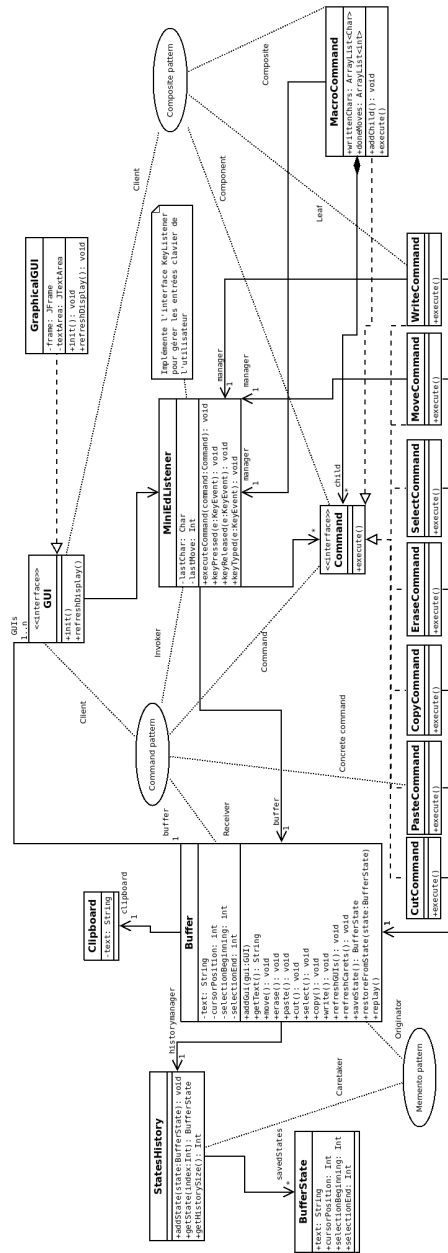 StatesHistory
+addState(state:BufferState): void
+getState(index:Int): BufferState
+getHistorySize(): Int
historymanager
1
savedStates
*
BufferState
+text: String
+cursorPosition: Int
+selectionBeginning: Int
+selectionEnd: Int
Caretaker
Originator
Memento pattern
Clipboard
-text: String
clipboard
1
Buffer
-text: String
-cursorPosition: int
-selectionBeginning: int
-selectionEnd: int
+addGui(gui:GUI)
+getText(): String
+move(): void
+erase(): void
+paste(): void
+cut(): void
+select(): void
+copy(): void
+write(): void
+refreshGUIs(): void
+refreshCarets(): void
+saveState(): BufferState
+restoreFromState(state:BufferState)
+replay()
buffer
1
Receiver
buffer
1
1
Command pattern
Client
Invoker
Command
Concrete command
GUIs
1..n
<<interface>>
GUI
+init()
+refreshDisplay()
GraphicalGUI
-frame: JFrame
-textArea: JTextArea
+init(): void
+refreshDisplay(): void
MiniEdListener
-lastChar: Char
-lastMove: Int
+executeCommand(command:Command): void
+keyPressed(e:KeyEvent): void
+keyReleased(e:KeyEvent): void
+keyTyped(e:KeyEvent): void
Implémente l'interface KeyListener
pour gérer les entrées clavier de
l'utilisateur
manager
1
manager
1
manager
1
*
<<interface>>
Command
+execute()
child
*
Client
Component
Composite
Leaf
Composite pattern
MacroCommand
+writtenChars: ArrayList<Char>
+doneMoves: ArrayList<int>
+addChild(): void
+execute()
CutCommand
+execute()
PasteCommand
+execute()
CopyCommand
+execute()
EraseCommand
+execute()
SelectCommand
+execute()
MoveCommand
+execute()
WriteCommand
+execute()